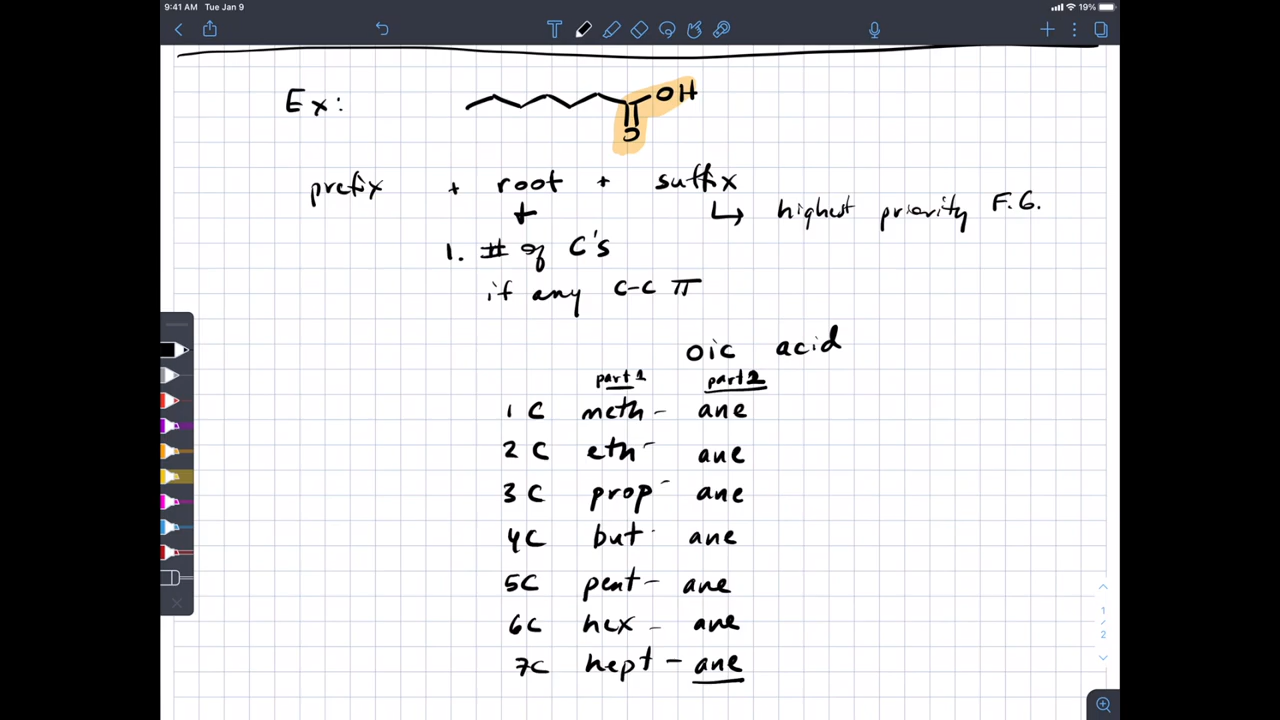 9:41 AM Tue Jan 9
19%
Ex:
OH
O
prefix + root + suffix
↳ highest priority F.G.
1. # of C's
if any C-C π
oic acid
part 1 part 2
1 C meth - ane
2 C eth - ane
3 C prop - ane
4C but - ane
5C pent - ane
6C hex - ane
7C hept - ane
1
/
2